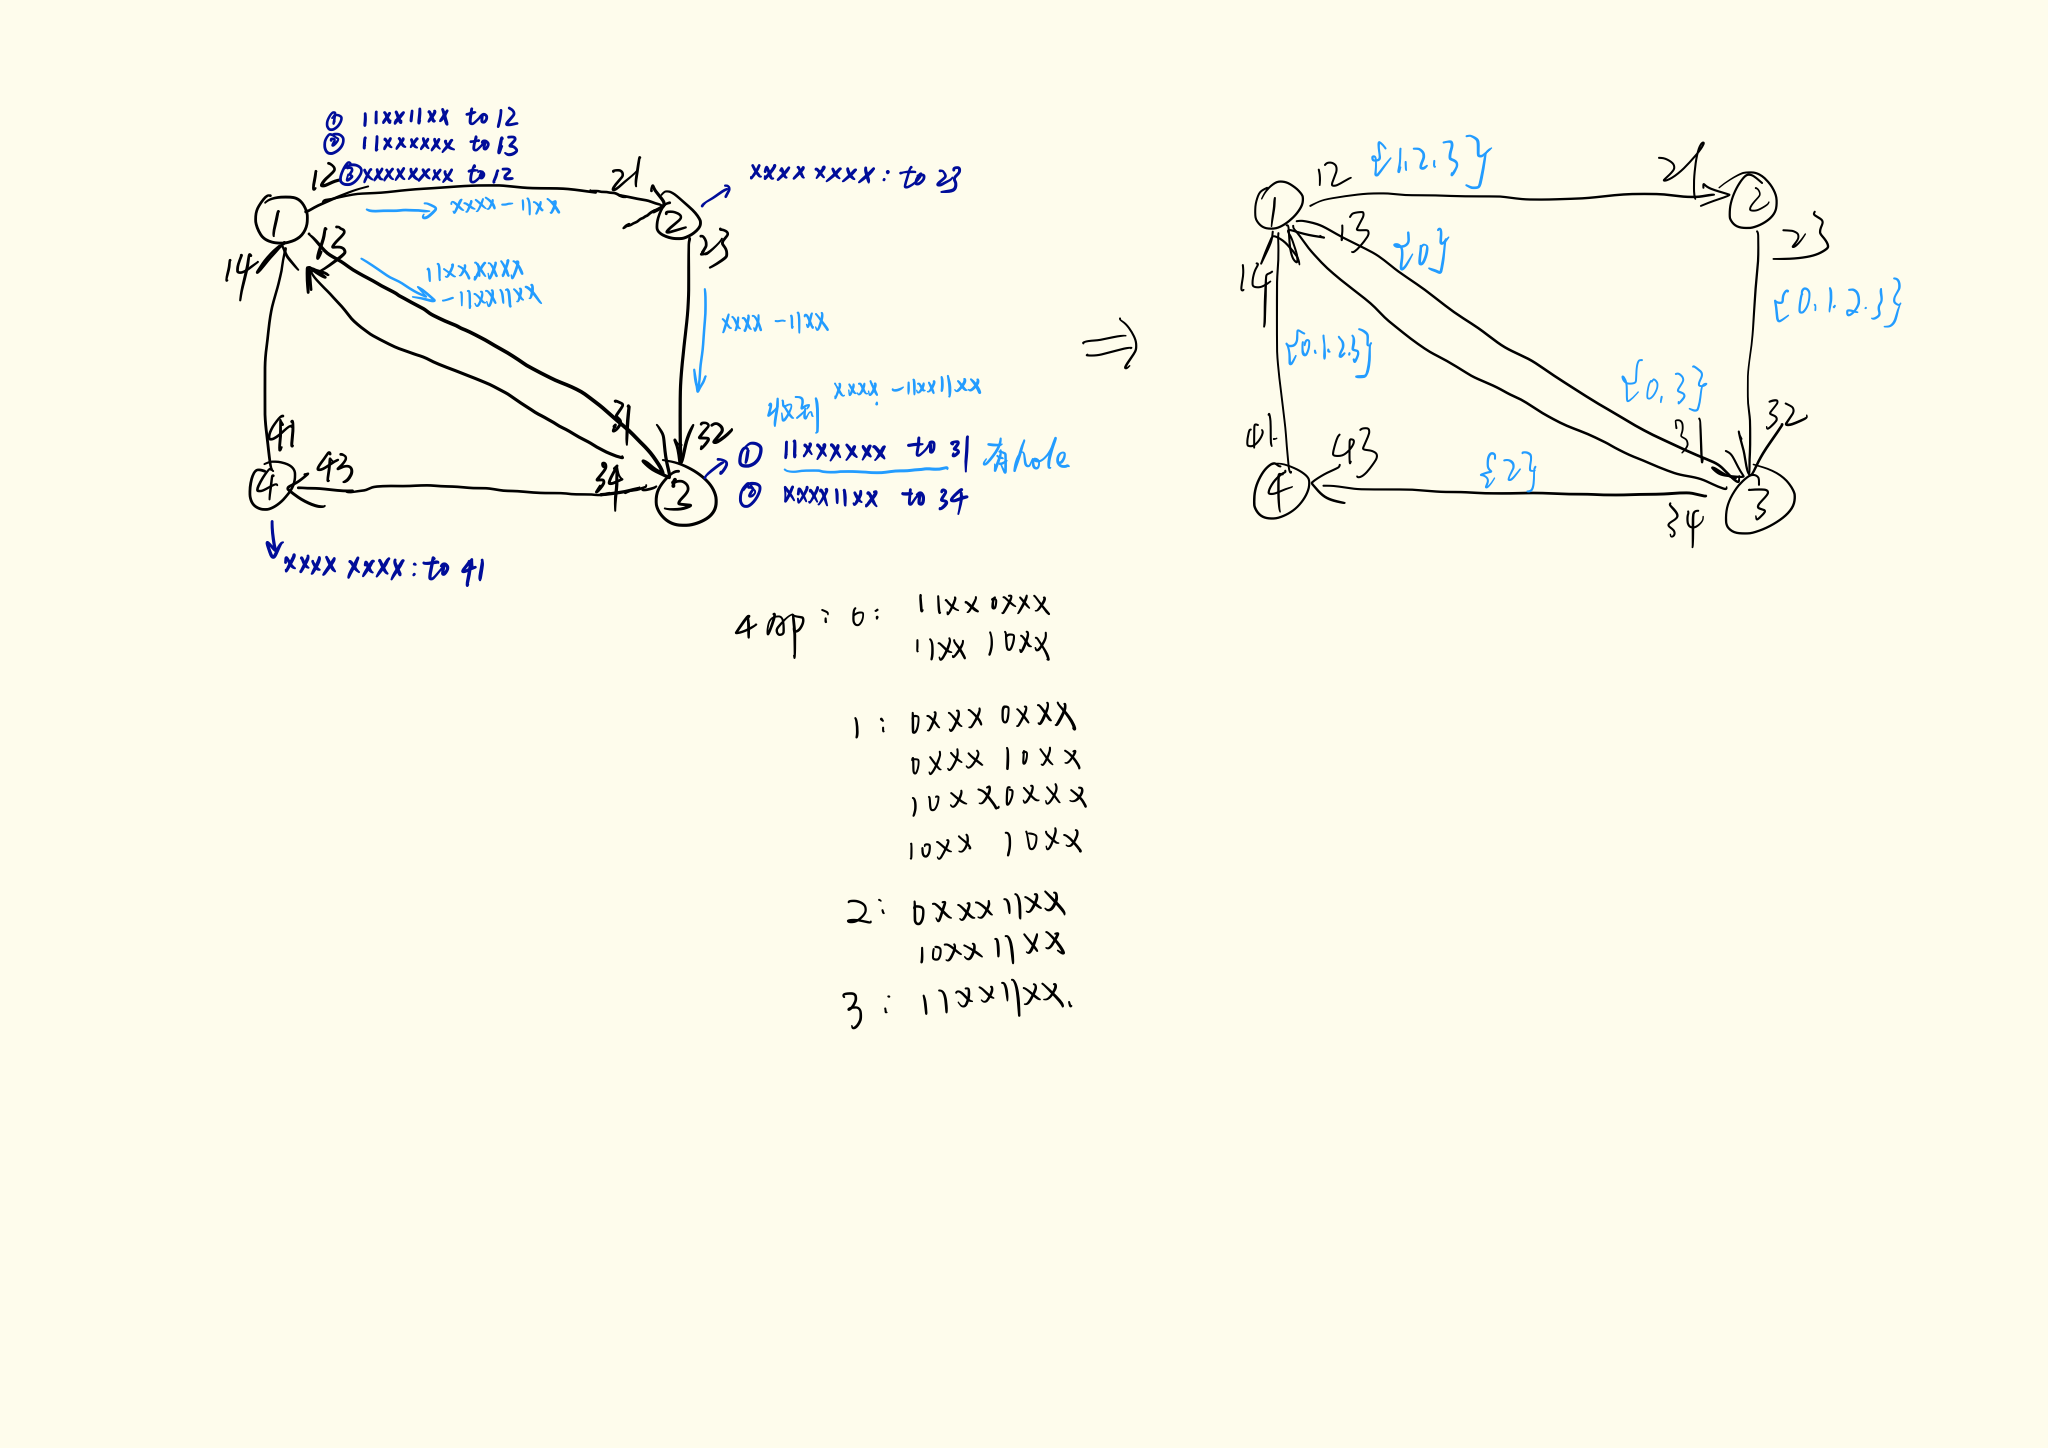 ① 11xx11xx to 12
② 11xxxxxx to 13
③ xxxxxxxx to 12
12
21
xxxx xxxx: to 23
1
xxxx - 11xx
2
14
13
23
11xxxxxx
- 11xx11xx
xxxx - 11xx
收到 xxxx - 11xx11xx
31
32
① 11xxxxxx to 31 有hole
② xxxx11xx to 34
41
43
34
4
3
xxxx xxxx: to 41
⇒
{1.2.3}
12
21
1
2
13
{0}
23
14
{0.1.2.3}
{0.1.2.3}
{0.3}
32
31
41
43
{2}
4
3
34
4 ap: 0: 11xx 0xxx
11xx 10xx
1: 0xxx 0xxx
0xxx 10xx
10xx 0xxx
10xx 10xx
2: 0xxx 11xx
10xx 11xx
3: 11xx11xx.